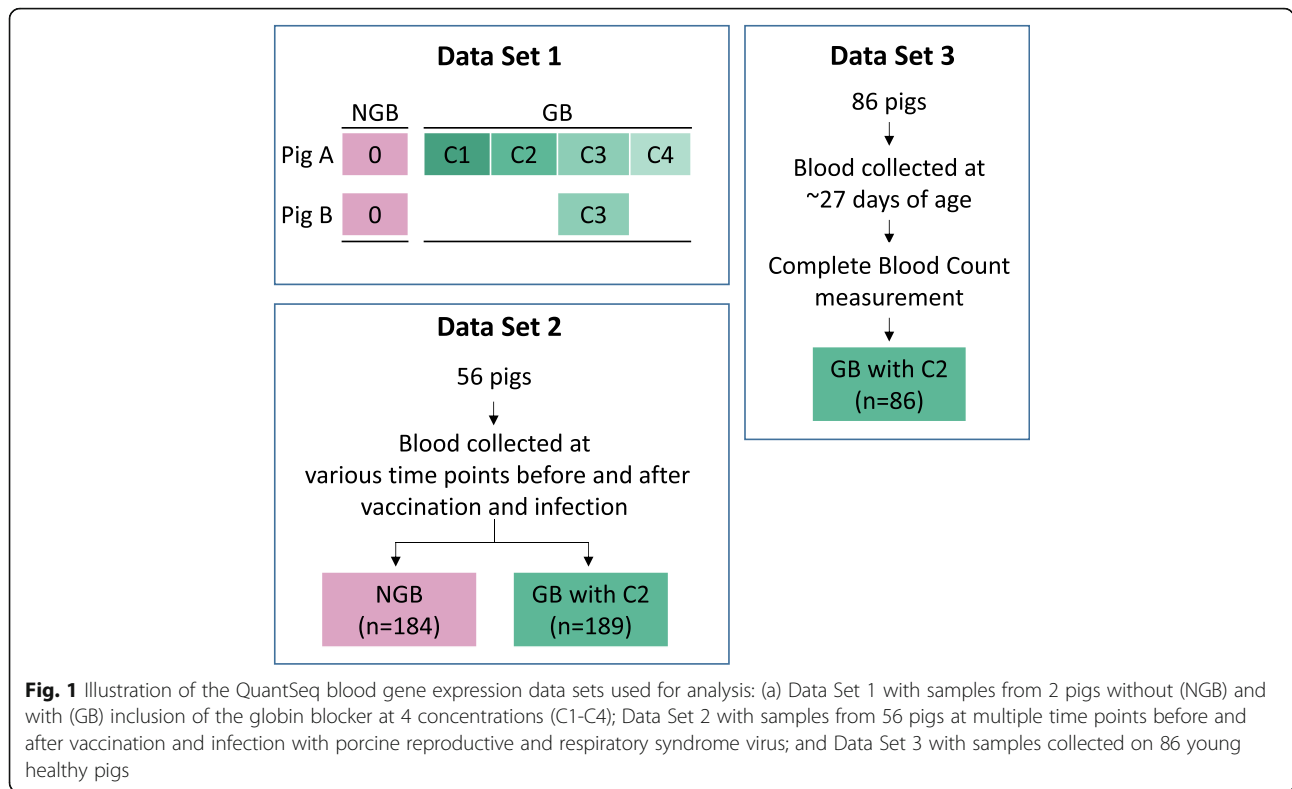 Data Set 1
NGB GB
Pig A 0 C1 C2 C3 C4
Pig B 0 C3
Data Set 2
56 pigs
Blood collected at
various time points before and after
vaccination and infection
NGB GB with C2
(n=184) (n=189)
Data Set 3
86 pigs
Blood collected at
~27 days of age
Complete Blood Count
measurement
GB with C2
(n=86)
Fig. 1 Illustration of the QuantSeq blood gene expression data sets used for analysis: (a) Data Set 1 with samples from 2 pigs without (NGB) and
with (GB) inclusion of the globin blocker at 4 concentrations (C1-C4); Data Set 2 with samples from 56 pigs at multiple time points before and
after vaccination and infection with porcine reproductive and respiratory syndrome virus; and Data Set 3 with samples collected on 86 young
healthy pigs